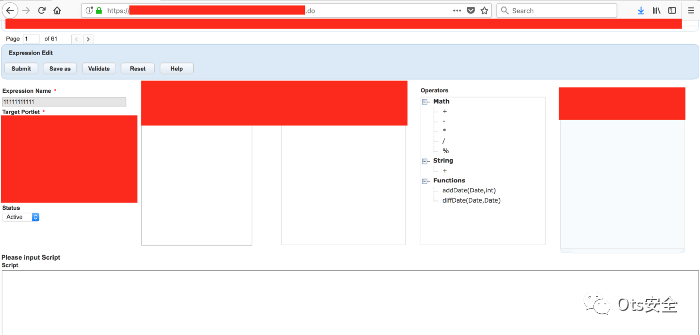 https://
.do
Search
Page 1 of 61
Expression Edit
Submit Save as Validate Reset Help
Expression Name *
11111111111
Target Portlet *
Operators
Math
+
-
*
/
%
String
+
Functions
addDate(Date,int)
diffDate(Date,Date)
Status
Active
Please input Script
Script
Ots安全